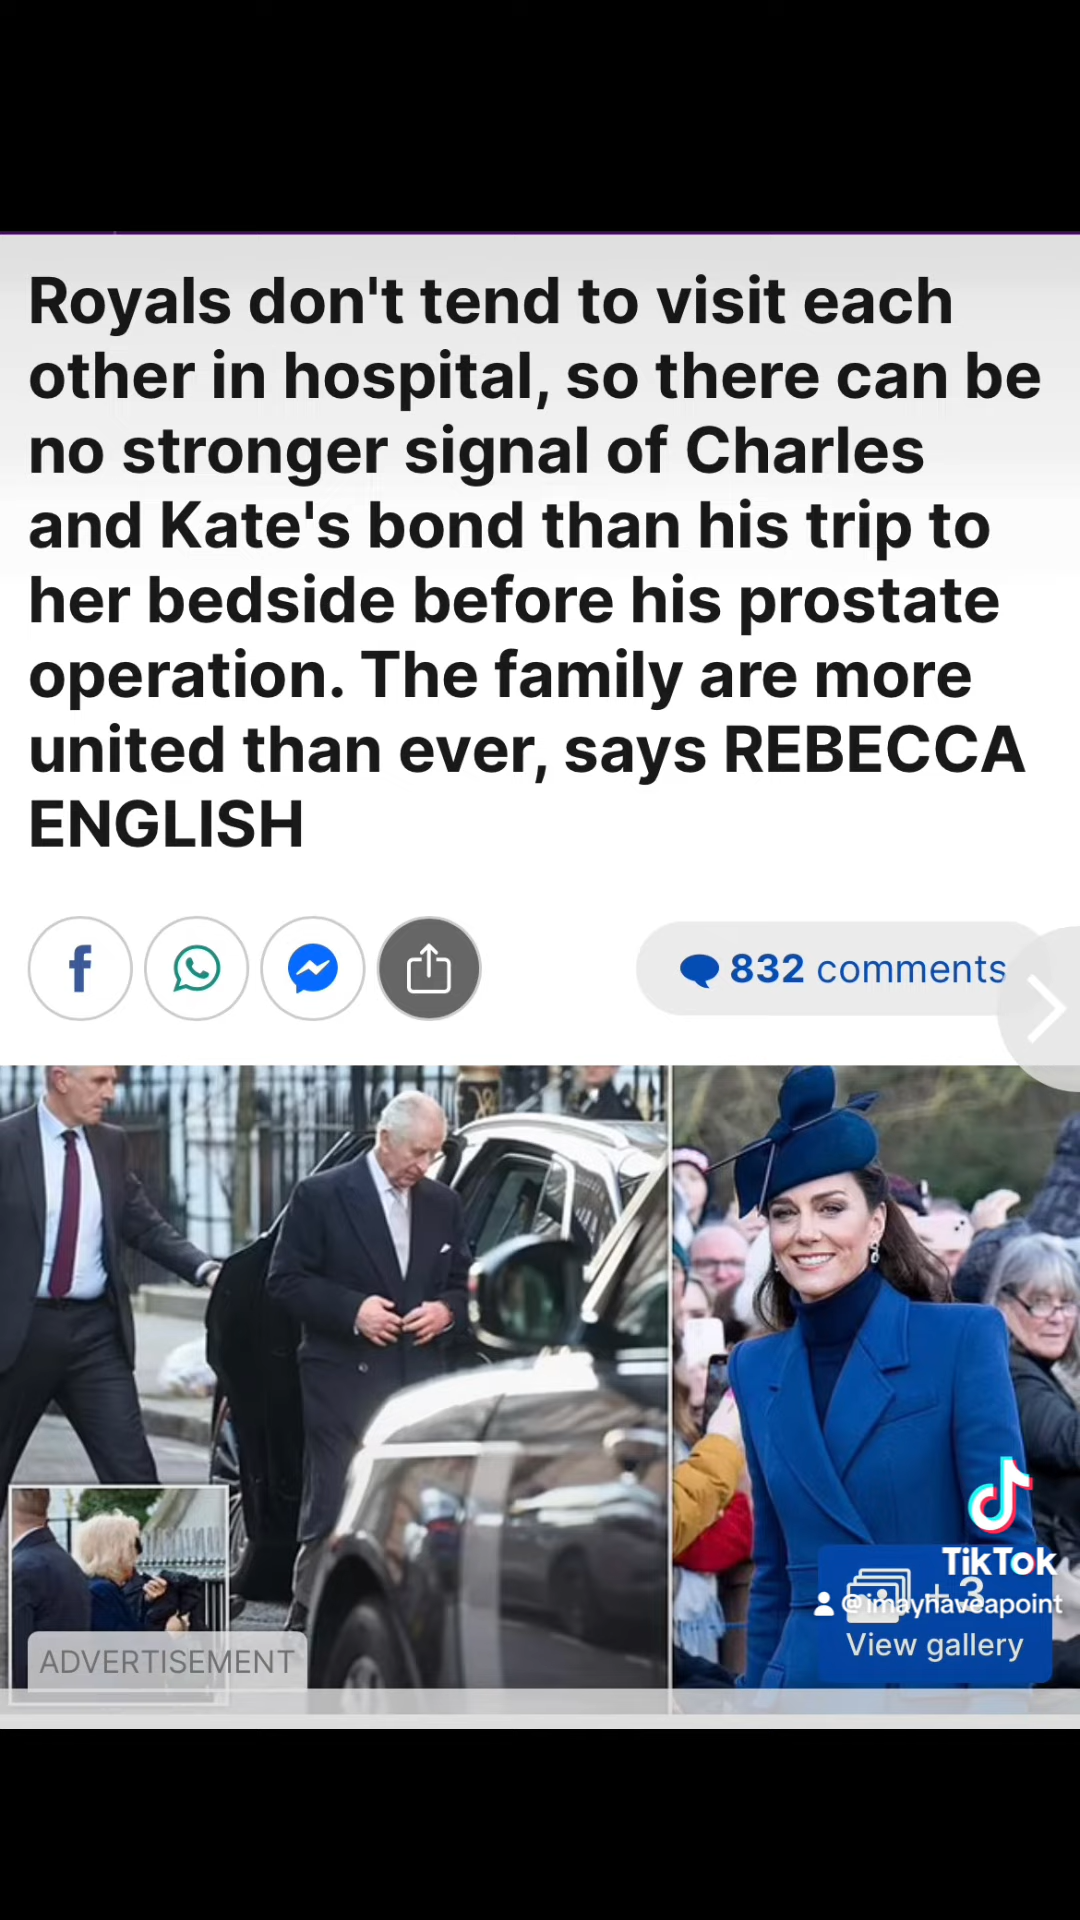 Royals don't tend to visit each
other in hospital, so there can be
no stronger signal of Charles
and Kate's bond than his trip to
her bedside before his prostate
operation. The family are more
united than ever, says REBECCA
ENGLISH
832 comments
TikTok
+ 3
@imayhaveapoint
View gallery
ADVERTISEMENT